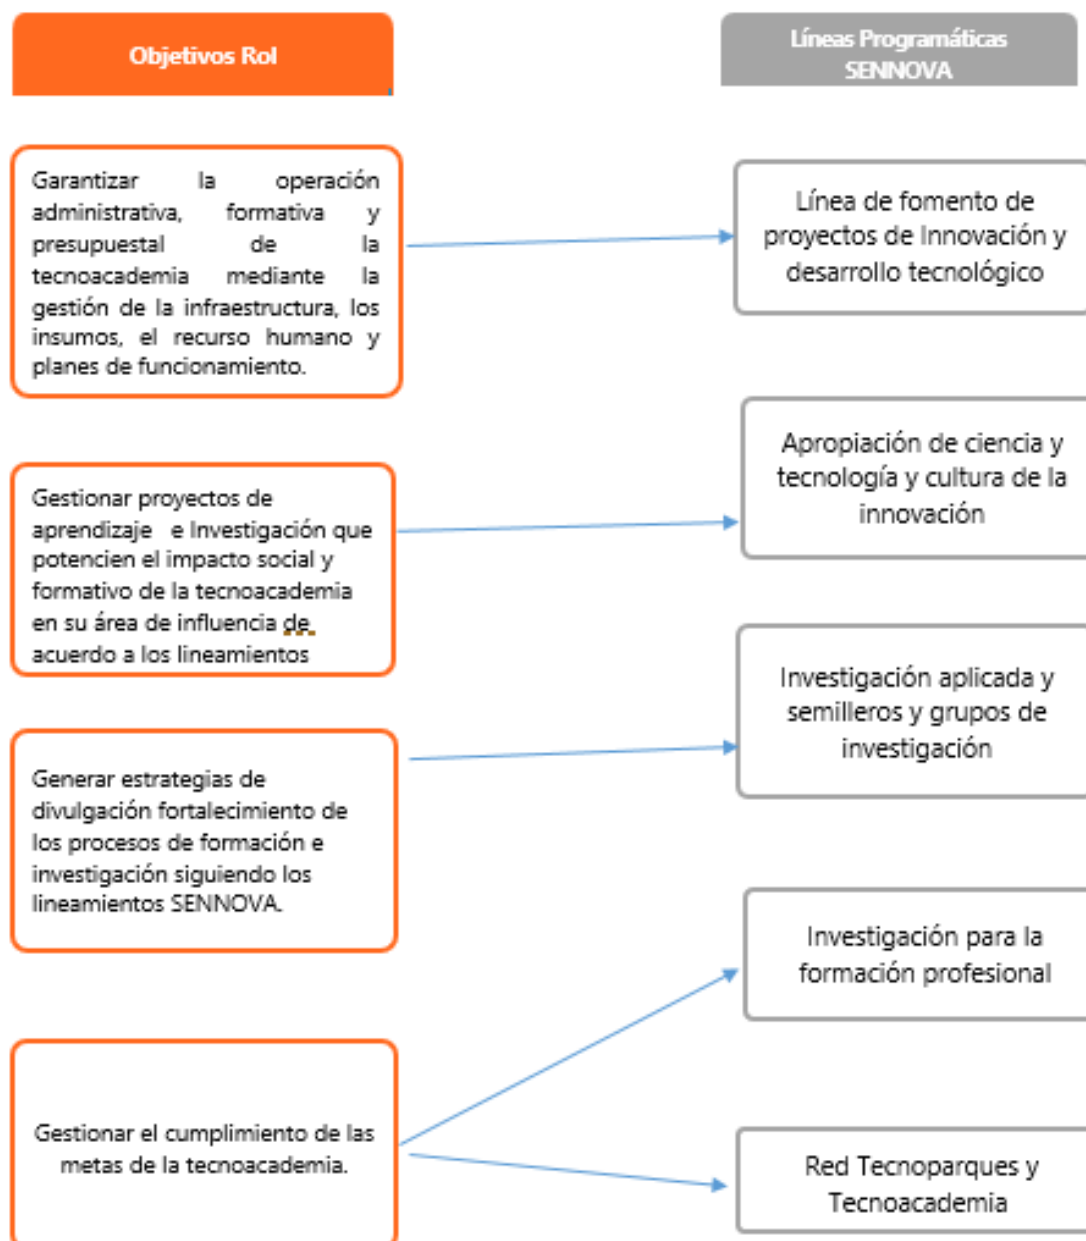 Objetivos Rol
Líneas Programáticas
SENNOVA
Garantizar la operación
administrativa, formativa y
presupuestal de la
tecnoacademia mediante la
gestión de la infraestructura, los
insumos, el recurso humano y
planes de funcionamiento.
Línea de fomento de
proyectos de Innovación y
desarrollo tecnológico
Gestionar proyectos de
aprendizaje e Investigación que
potencien el impacto social y
formativo de la tecnoacademia
en su área de influencia de
acuerdo a los lineamientos
Apropiación de ciencia y
tecnología y cultura de la
innovación
Generar estrategias de
divulgación fortalecimiento de
los procesos de formación e
investigación siguiendo los
lineamientos SENNOVA.
Investigación aplicada y
semilleros y grupos de
investigación
Gestionar el cumplimiento de las
metas de la tecnoacademia.
Investigación para la
formación profesional
Red Tecnoparques y
Tecnoacademia